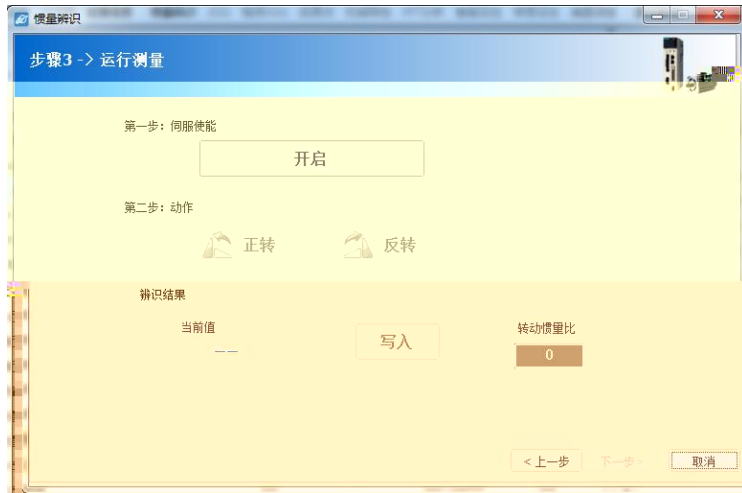 惯量辨识
步骤3 -> 运行测量
第一步：伺服使能
开启
第二步：动作
正转 反转
辨识结果
当前值 转动惯量比
—— 写入 0
<上一步 下一步> 取消